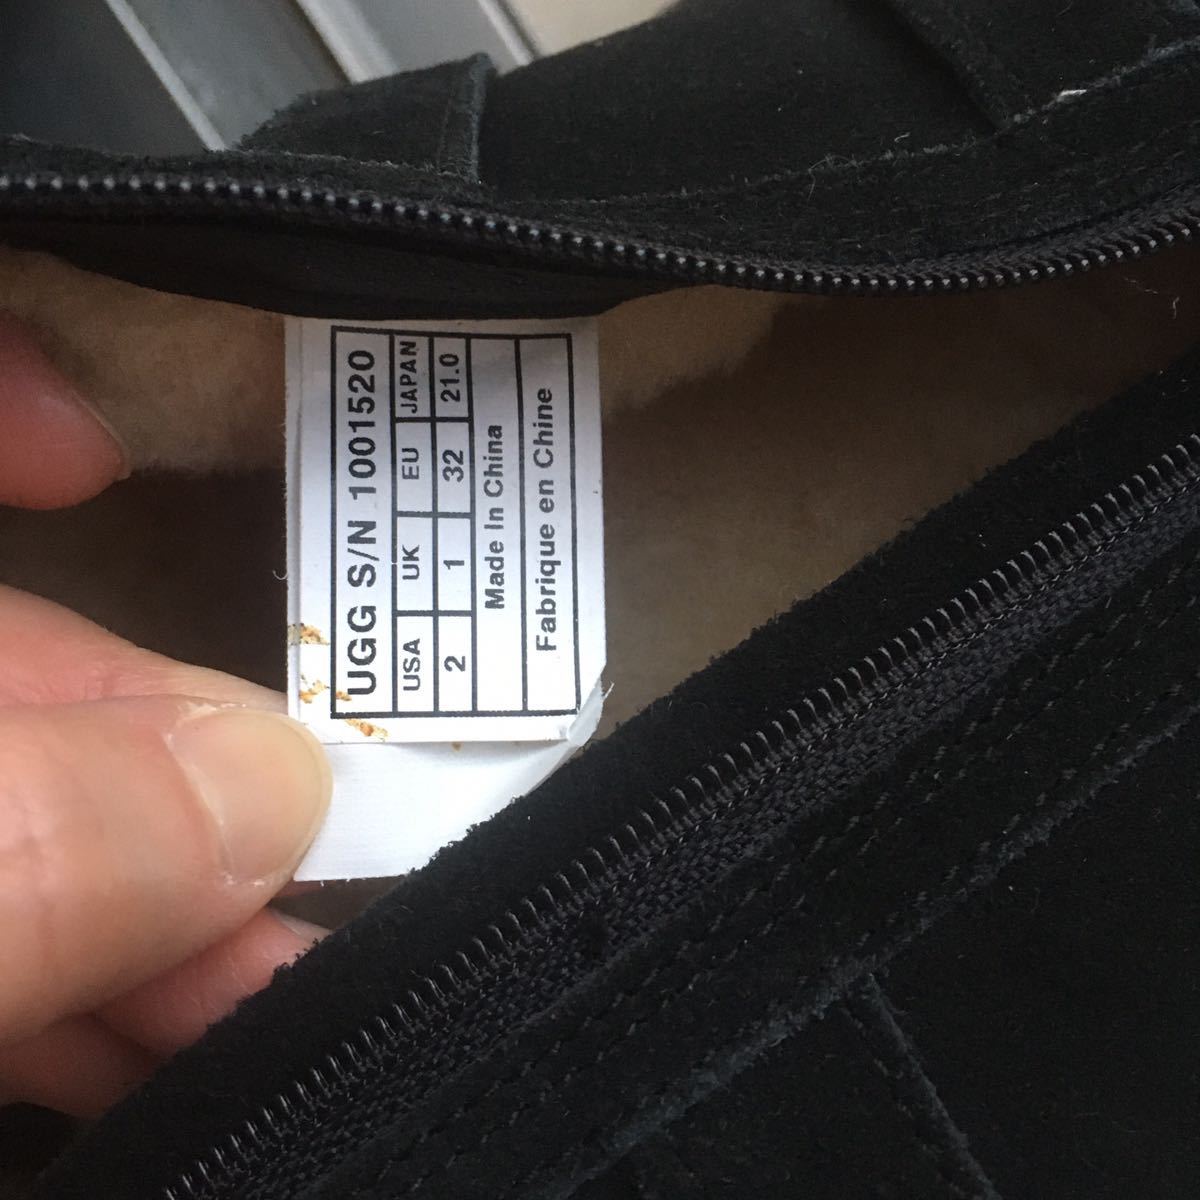 UGG S/N 1001520
USA UK EU JAPAN
2 1 32 21.0
Made In China
Fabrique en Chine